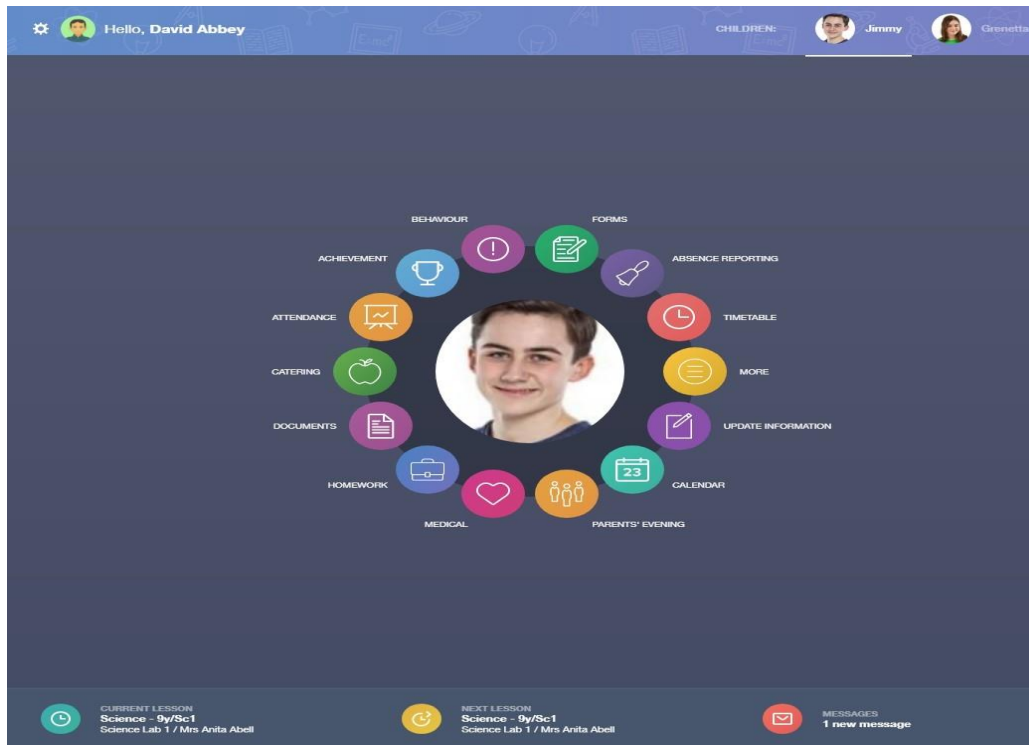 Hello, David Abbey
CHILDREN:
Jimmy
Grenetta
BEHAVIOUR
FORMS
ACHIEVEMENT
ABSENCE REPORTING
ATTENDANCE
TIMETABLE
CATERING
MORE
DOCUMENTS
UPDATE INFORMATION
HOMEWORK
23
CALENDAR
MEDICAL
PARENTS' EVENING
CURRENT LESSON
Science - 9y/Sc1
Science Lab 1 / Mrs Anita Abell
NEXT LESSON
Science - 9y/Sc1
Science Lab 1 / Mrs Anita Abell
MESSAGES
1 new message